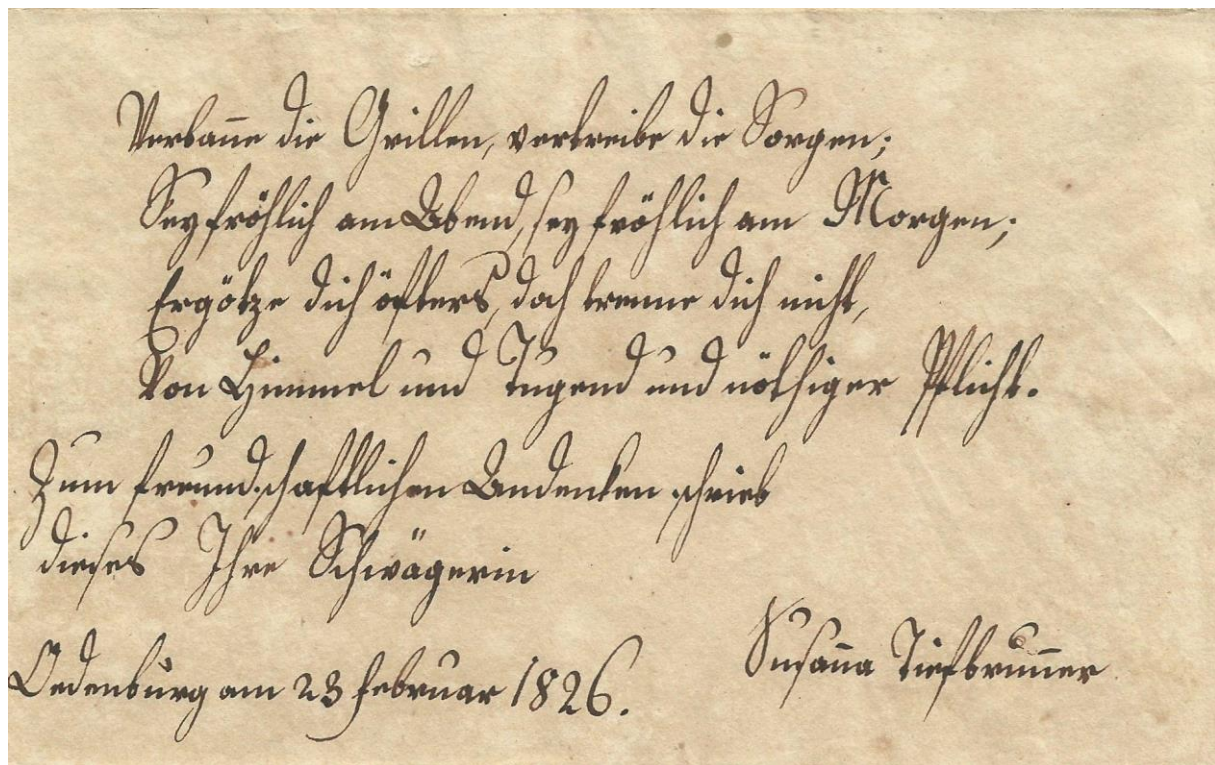 Verbanne die Grillen, vertreibe die Sorgen;
Sey fröhlich am Abend, sey fröhlich am Morgen;
Ergötze dich öfters, doch trenne dich nicht,
Von Himmel und Tugend und nöthiger Pflicht.
Zum freundschaftlichen Andenken schrieb
dieses Ihre Schwägerin
Susanna Tiefbrunner
Oedenburg am 23 Februar 1826.